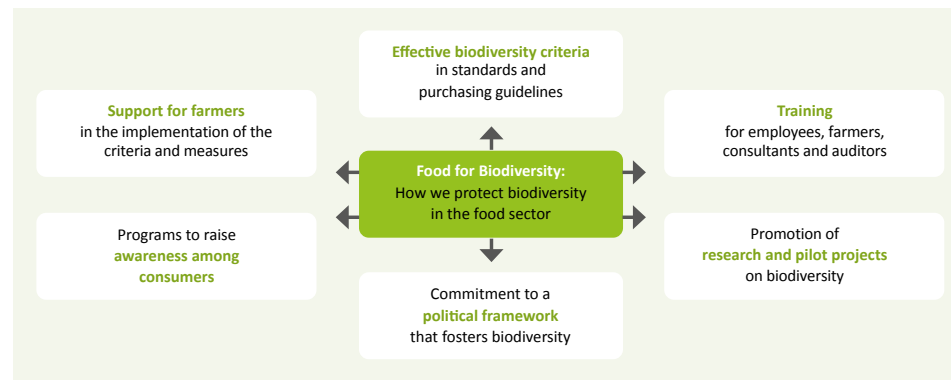 Effective biodiversity criteria
in standards and
purchasing guidelines
Support for farmers
in the implementation of the
criteria and measures
Training
for employees, farmers,
consultants and auditors
Food for Biodiversity:
How we protect biodiversity
in the food sector
Programs to raise
awareness among
consumers
Promotion of
research and pilot projects
on biodiversity
Commitment to a
political framework
that fosters biodiversity